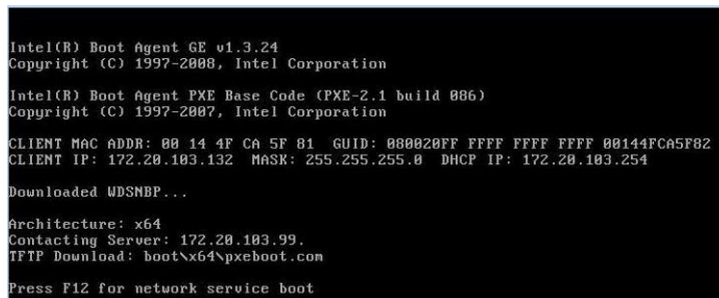 Intel(R) Boot Agent GE v1.3.24
Copyright (C) 1997-2008, Intel Corporation
Intel(R) Boot Agent PXE Base Code (PXE-2.1 build 086)
Copyright (C) 1997-2007, Intel Corporation
CLIENT MAC ADDR: 00 14 4F CA 5F 81  GUID: 080020FF FFFF FFFF FFFF 00144FCA5F82
CLIENT IP: 172.20.103.132  MASK: 255.255.255.0  DHCP IP: 172.20.103.254
Downloaded WDSNBP...
Architecture: x64
Contacting Server: 172.20.103.99.
TFTP Download: boot\x64\pxeboot.com
Press F12 for network service boot